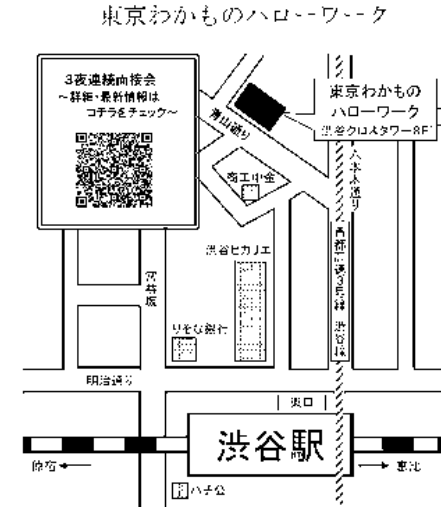 東京わかものハローワーク
3夜連続面接会
～詳細・最新情報は
コチラをチェック～
青山通り
東京わかもの
ハローワーク
渋谷クロスタワー8F
六本木通り
商工中金
渋谷ヒカリエ
宮益坂
首都高速3号線 渋谷線
りそな銀行
明治通り
東口
渋谷駅
原宿
恵比
ハチ公